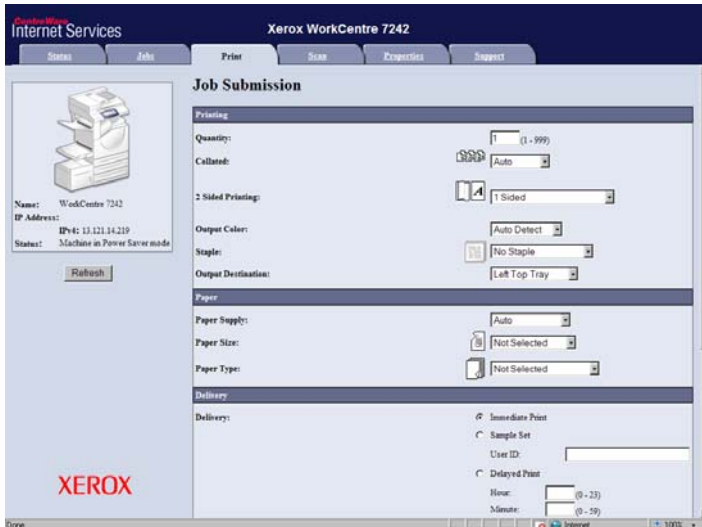 CentreWare
Internet Services
Xerox WorkCentre 7242
Status Jobs Print Scan Properties Support
Name: WorkCentre 7242
IP Address:
IPv4: 13.121.14.219
Status: Machine in Power Saver mode
Refresh
XEROX
Job Submission
Printing
Quantity: 1 (1 - 999)
Collated: Auto
2 Sided Printing: 1 Sided
Output Color: Auto Detect
Staple: No Staple
Output Destination: Left Top Tray
Paper
Paper Supply: Auto
Paper Size: Not Selected
Paper Type: Not Selected
Delivery
Delivery: Immediate Print
Sample Set
User ID:
Delayed Print
Hour: (0 - 23)
Minute: (0 - 59)
Done Internet 100%